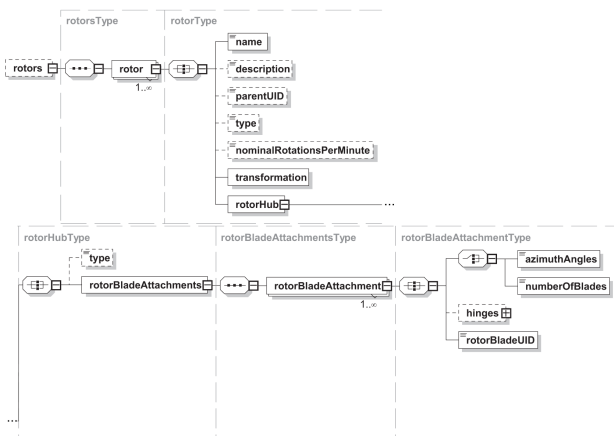 rotorsType
rotorType
rotors
rotor
1..∞
name
description
parentUID
type
nominalRotationsPerMinute
transformation
rotorHub
...
rotorHubType
rotorBladeAttachmentsType
rotorBladeAttachmentType
type
rotorBladeAttachments
rotorBladeAttachment
1..∞
azimuthAngles
numberOfBlades
hinges
rotorBladeUID
...